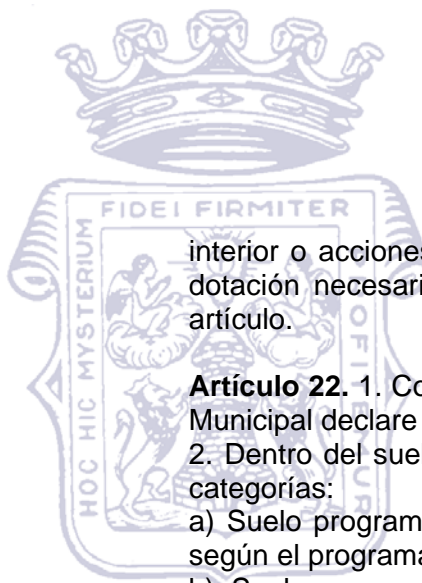 FIDEI FIRMITER
HOC HIC MYSTERIUM
interior o acciones
dotación necesari
artículo.
Artículo 22. 1. Co
Municipal declare
2. Dentro del sue
categorías:
a) Suelo program
según el programa